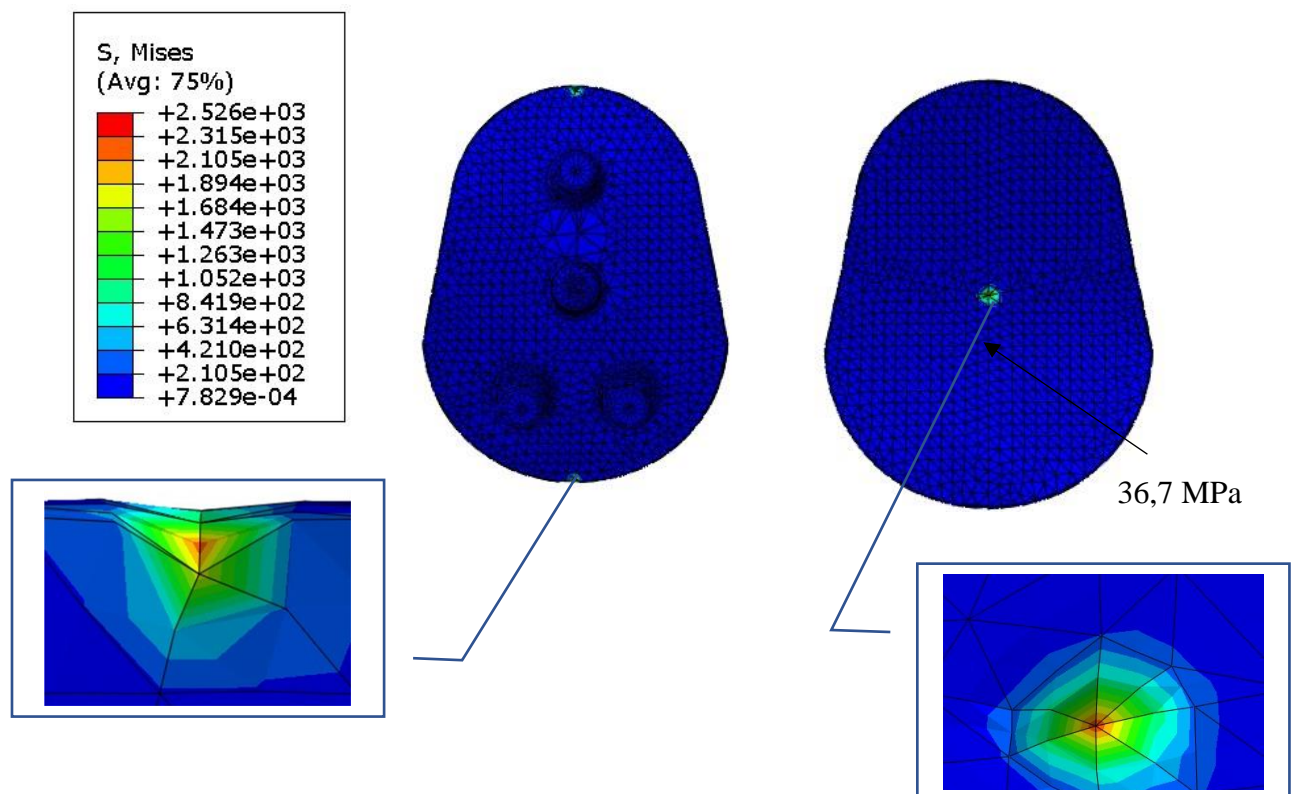 S, Mises
(Avg: 75%)
+2.526e+03
+2.315e+03
+2.105e+03
+1.894e+03
+1.684e+03
+1.473e+03
+1.263e+03
+1.052e+03
+8.419e+02
+6.314e+02
+4.210e+02
+2.105e+02
+7.829e-04
36,7 MPa